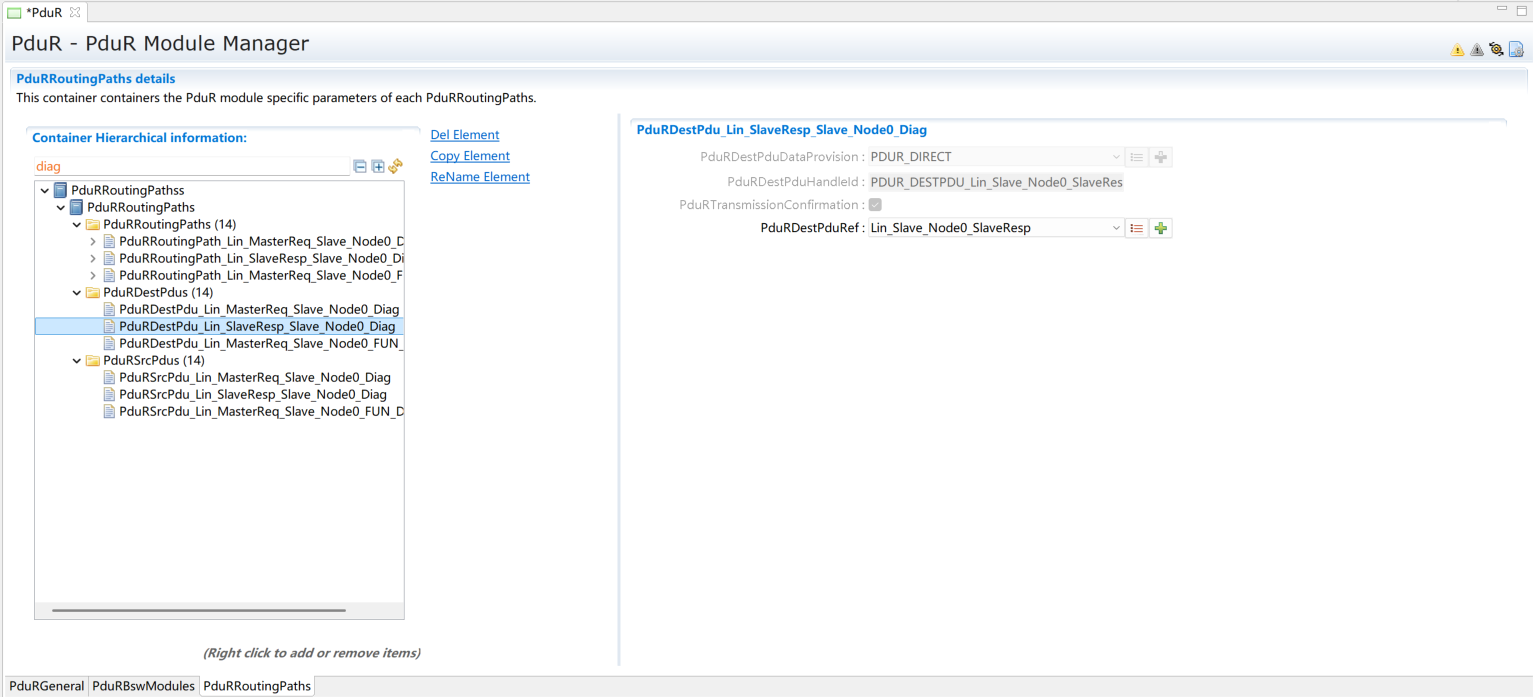 *PduR
PduR - PduR Module Manager
PduRRoutingPaths details
This container containers the PduR module specific parameters of each PduRRoutingPaths.
Container Hierarchical information:
diag
PduRRoutingPathss
PduRRoutingPaths
PduRRoutingPaths (14)
PduRRoutingPath_Lin_MasterReq_Slave_Node0_D
PduRRoutingPath_Lin_SlaveResp_Slave_Node0_Di
PduRRoutingPath_Lin_MasterReq_Slave_Node0_F
PduRDestPdus (14)
PduRDestPdu_Lin_MasterReq_Slave_Node0_Diag
PduRDestPdu_Lin_SlaveResp_Slave_Node0_Diag
PduRDestPdu_Lin_MasterReq_Slave_Node0_FUN_
PduRSrcPdus (14)
PduRSrcPdu_Lin_MasterReq_Slave_Node0_Diag
PduRSrcPdu_Lin_SlaveResp_Slave_Node0_Diag
PduRSrcPdu_Lin_MasterReq_Slave_Node0_FUN_D
(Right click to add or remove items)
Del Element
Copy Element
ReName Element
PduRDestPdu_Lin_SlaveResp_Slave_Node0_Diag
PduRDestPduDataProvision : PDUR_DIRECT
PduRDestPduHandleId : PDUR_DESTPDU_Lin_Slave_Node0_SlaveRes
PduRTransmissionConfirmation :
PduRDestPduRef : Lin_Slave_Node0_SlaveResp
PduRGeneral PduRBswModules PduRRoutingPaths